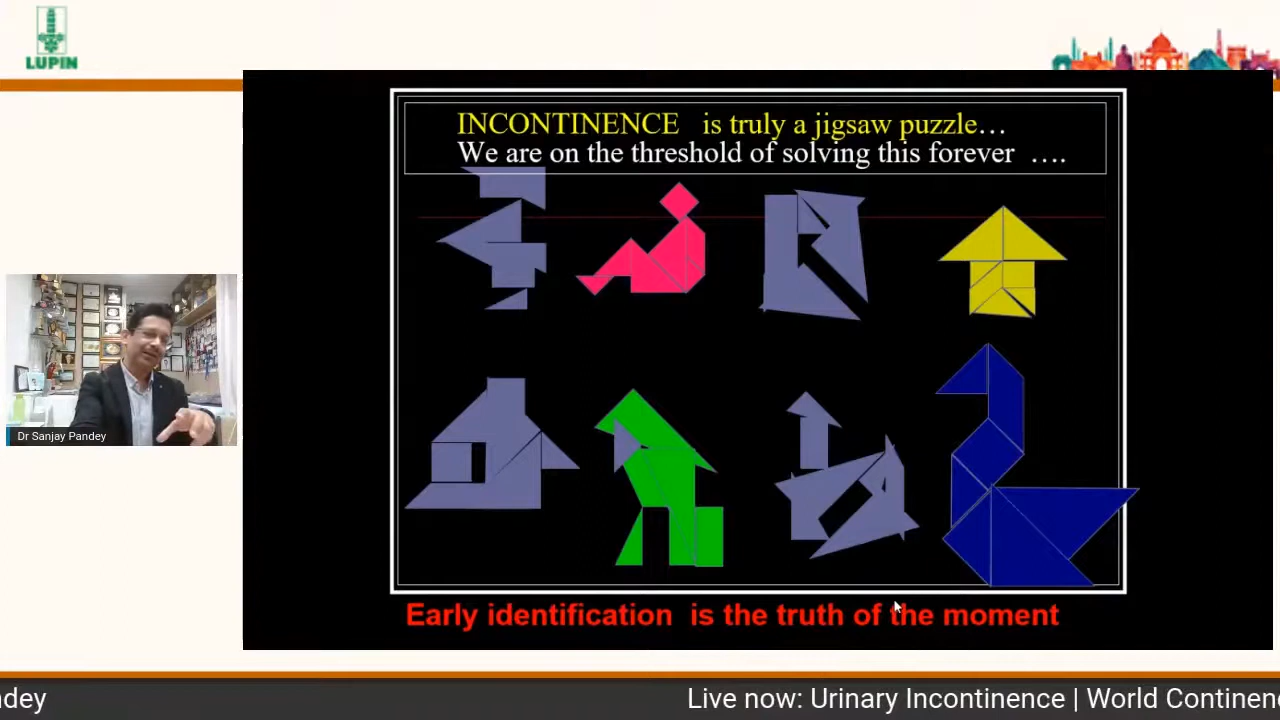 LUPIN
INCONTINENCE is truly a jigsaw puzzle…
We are on the threshold of solving this forever ….
Dr Sanjay Pandey
Early identification is the truth of the moment
ndey
Live now: Urinary Incontinence | World Continen